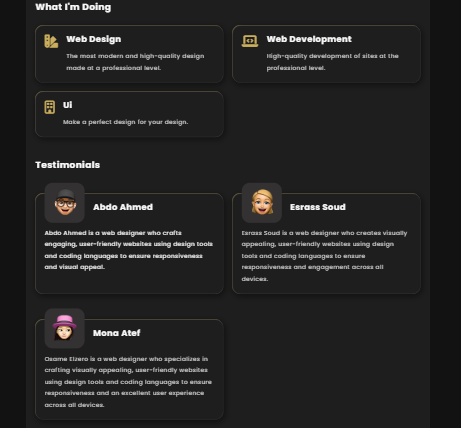 What I'm Doing
Web Design
The most modern and high-quality design
made at a professional level.
Web Development
High-quality development of sites at the
professional level.
Ui
Make a perfect design for your design.
Testimonials
Abdo Ahmed
Abdo Ahmed is a web designer who crafts
engaging, user-friendly websites using design tools
and coding languages to ensure responsiveness
and visual appeal.
Esrass Soud
Esrass Soud is a web designer who creates visually
appealing, user-friendly websites using design
tools and coding languages to ensure
responsiveness and engagement across all
devices.
Mona Atef
Osame Elzero is a web designer who specializes in
crafting visually appealing, user-friendly websites
using design tools and coding languages to ensure
responsiveness and an excellent user experience
across all devices.